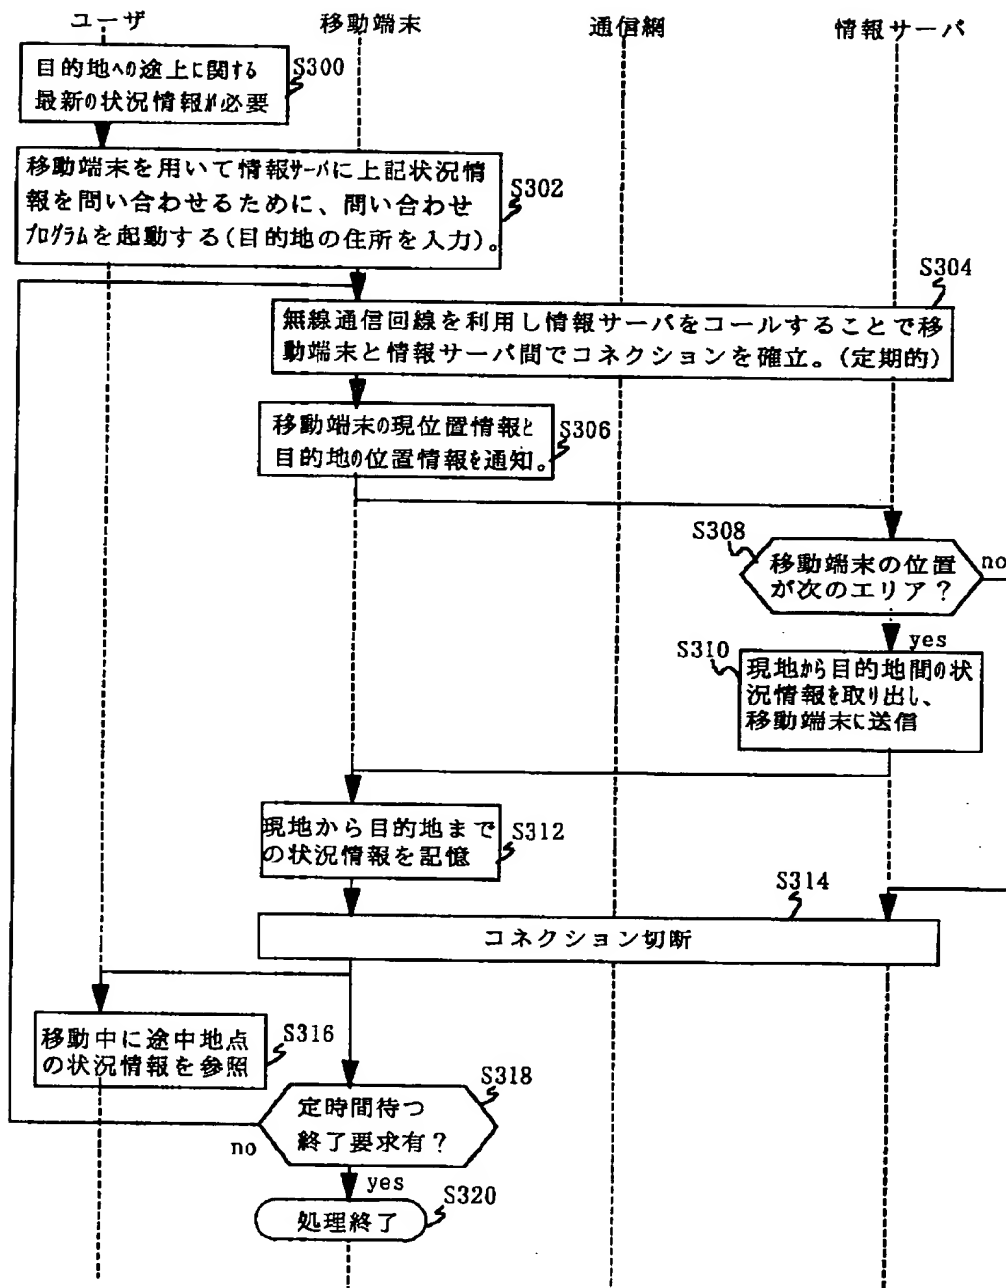 ユーザ
移動端末
通信網
情報サーバ
目的地への途上に関する
最新の状況情報が必要
S300
移動端末を用いて情報サーバに上記状況情
報を問い合わせるために、問い合わせ
プログラムを起動する(目的地の住所を入力)。
S302
S304
無線通信回線を利用し情報サーバをコールすることで移
動端末と情報サーバ間でコネクションを確立。(定期的)
移動端末の現位置情報と
目的地の位置情報を通知。
S306
S308
移動端末の位置
が次のエリア?
no
yes
S310
現地から目的地間の状
況情報を取り出し、
移動端末に送信
現地から目的地まで
の状況情報を記憶
S312
S314
コネクション切断
移動中に途中地点
の状況情報を参照
S316
S318
定時間待つ
終了要求有?
no
yes
S320
処理終了